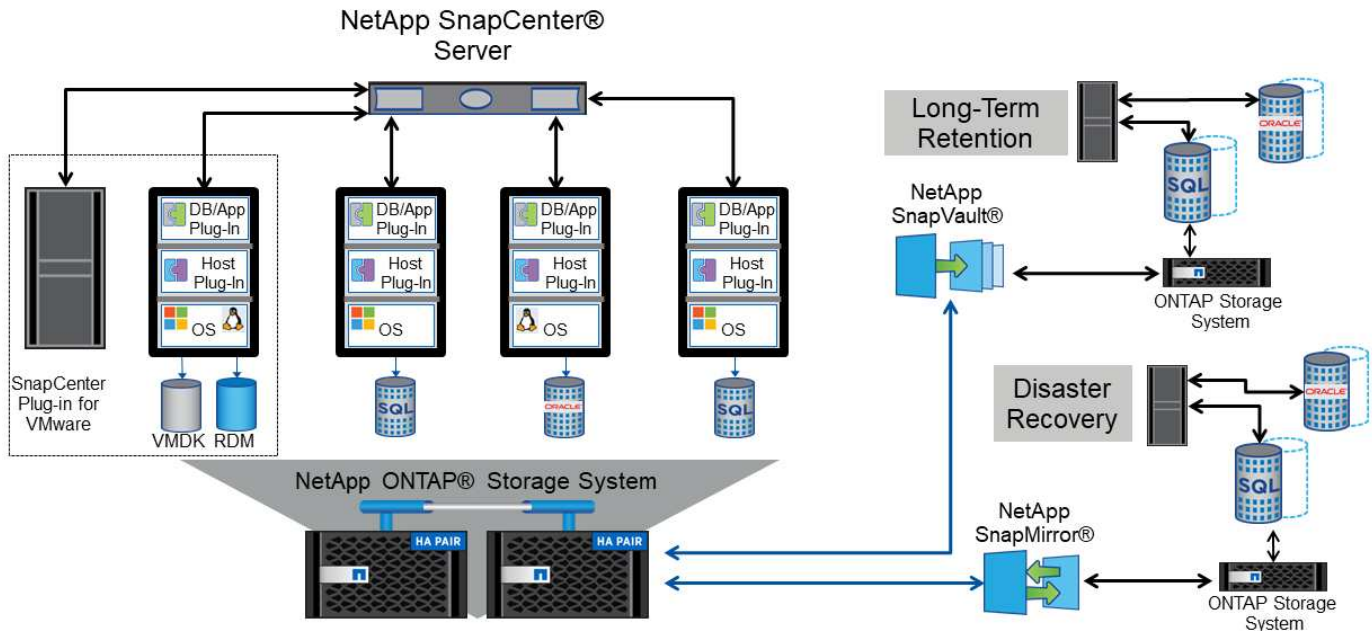 NetApp SnapCenter®
Server
DB/App
Plug-In
Host
Plug-In
OS
SnapCenter
Plug-in for
VMware
VMDK
RDM
DB/App
Plug-In
Host
Plug-In
OS
SQL
DB/App
Plug-In
Host
Plug-In
OS
ORACLE
DB/App
Plug-In
Host
Plug-In
OS
SQL
NetApp ONTAP® Storage System
HA PAIR
HA PAIR
Long-Term
Retention
ORACLE
SQL
NetApp
SnapVault®
ONTAP Storage
System
Disaster
Recovery
ORACLE
SQL
NetApp
SnapMirror®
ONTAP Storage
System